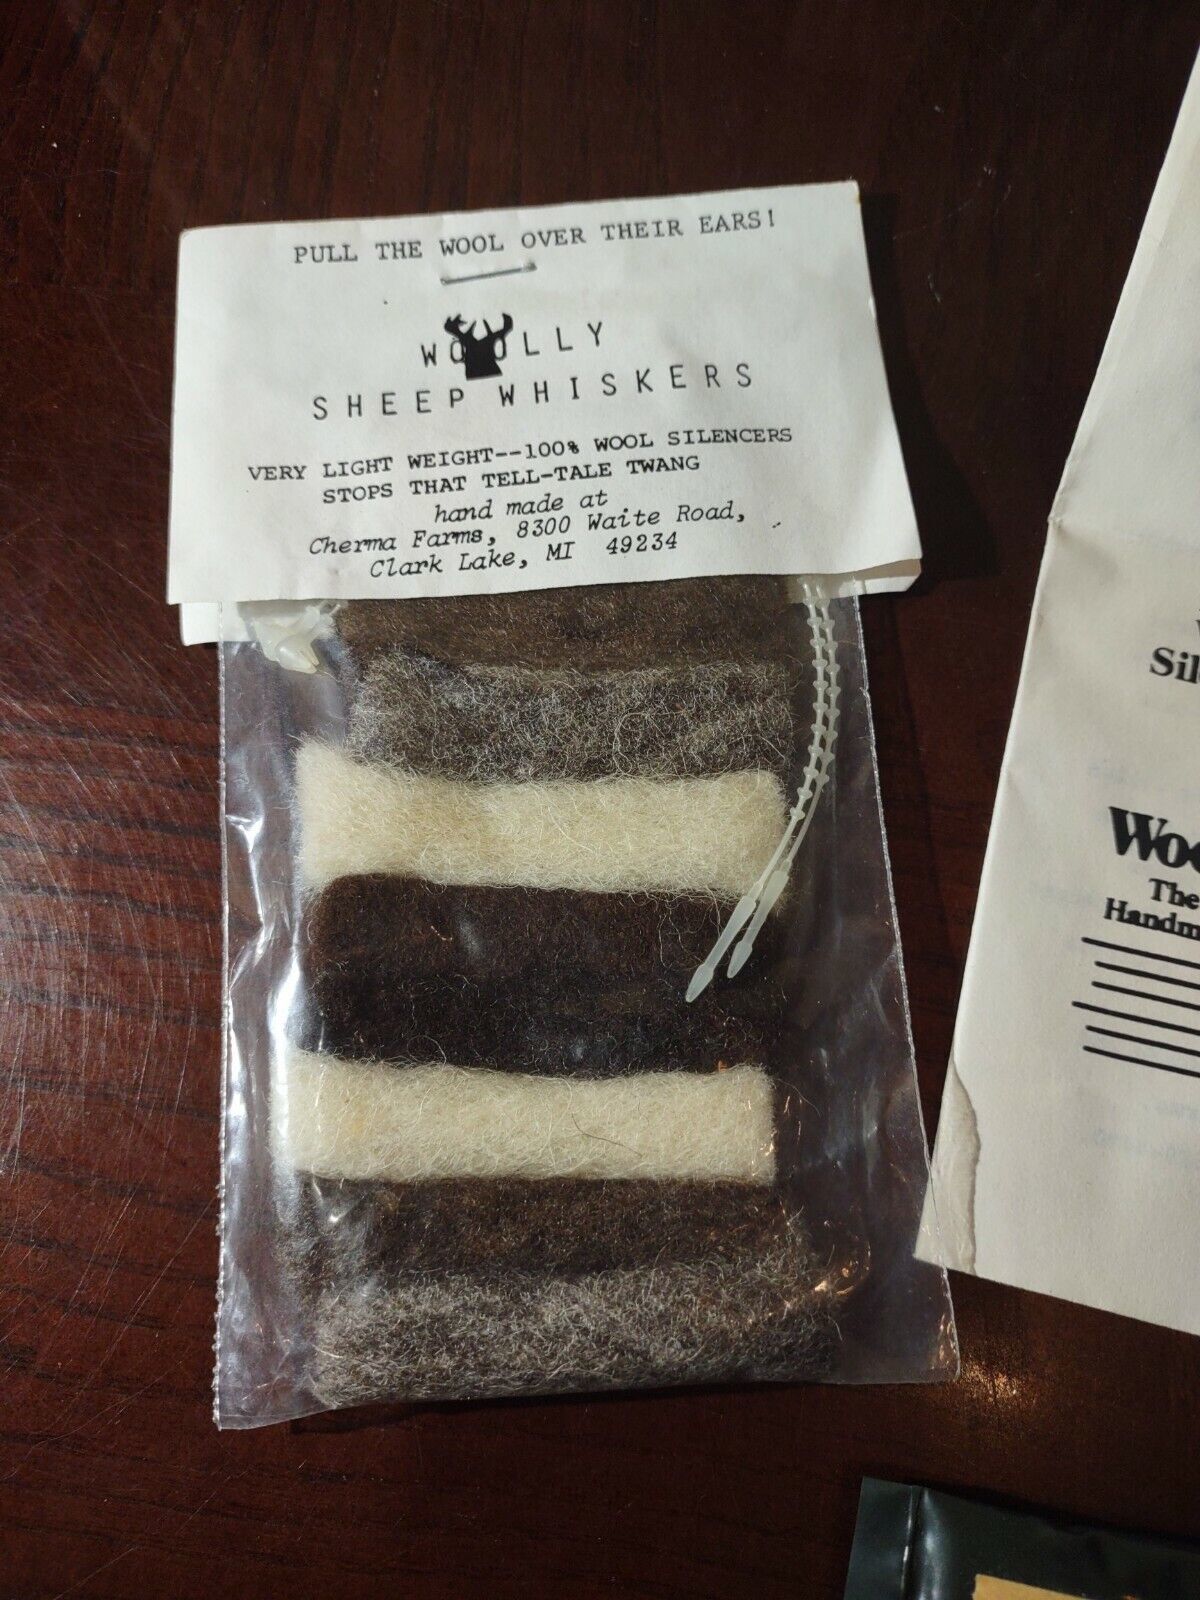 PULL THE WOOL OVER THEIR EARS!
WOOLLY
SHEEP WHISKERS
VERY LIGHT WEIGHT--100% WOOL SILENCERS
STOPS THAT TELL-TALE TWANG
hand made at
Cherma Farms, 8300 Waite Road,
Clark Lake, MI 49234
The